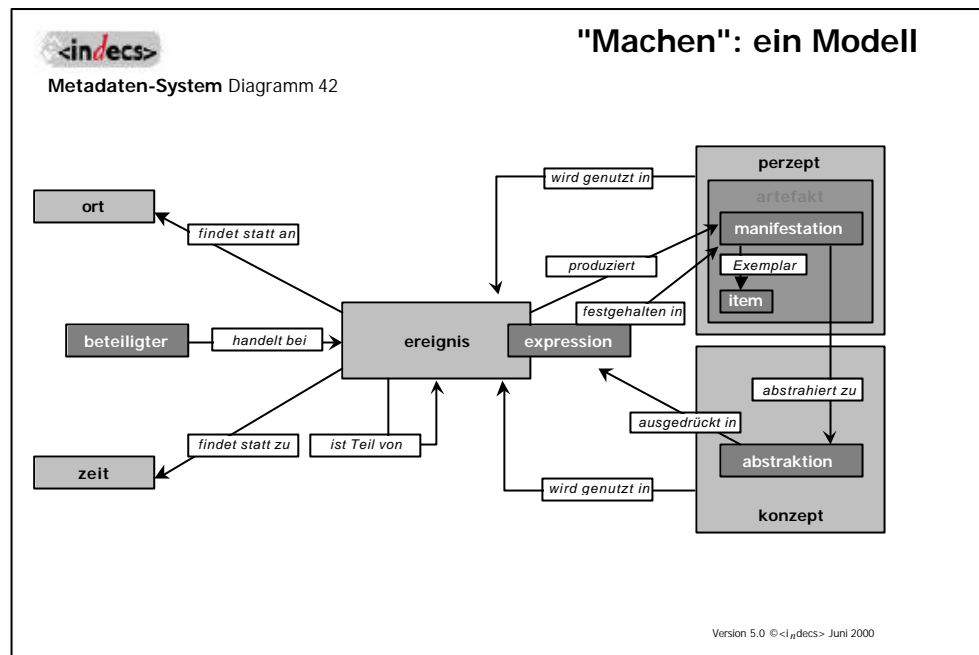 <indecs>
"Machen": ein Modell
Metadaten-System Diagramm 42
perzept
wird genutzt in
artefakt
ort
manifestation
findet statt an
produziert
Exemplar
item
festgehalten in
beteiligter
handelt bei
ereignis
expression
abstrahiert zu
ausgedrückt in
findet statt zu
ist Teil von
abstraktion
zeit
wird genutzt in
konzept
Version 5.0 ©<indecs> Juni 2000